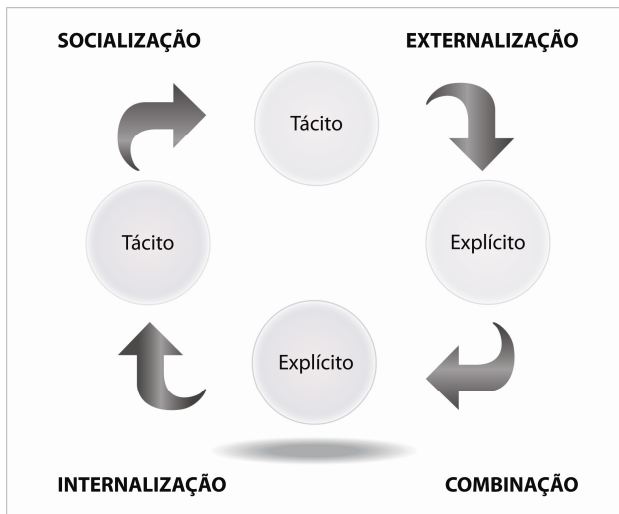 SOCIALIZAÇÃO
EXTERNALIZAÇÃO
Tácito
Tácito
Explícito
Explícito
INTERNALIZAÇÃO
COMBINAÇÃO